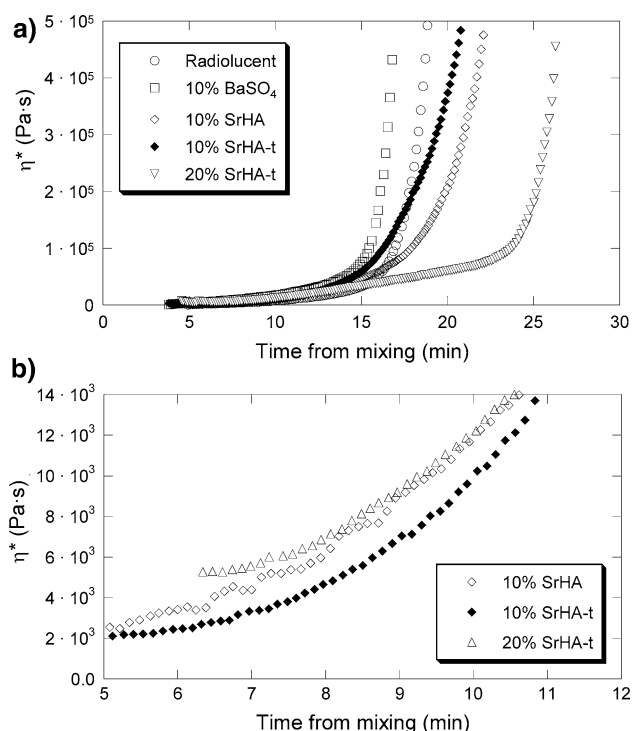 a)
5 · 10⁵
4 · 10⁵
3 · 10⁵
2 · 10⁵
1 · 10⁵
0
η* (Pa·s)
Radiolucent
10% BaSO₄
10% SrHA
10% SrHA-t
20% SrHA-t
0 5 10 15 20 25 30
Time from mixing (min)
b)
14 · 10³
12 · 10³
10 · 10³
8 · 10³
6 · 10³
4 · 10³
2 · 10³
0
η* (Pa·s)
10% SrHA
10% SrHA-t
20% SrHA-t
5 6 7 8 9 10 11 12
Time from mixing (min)